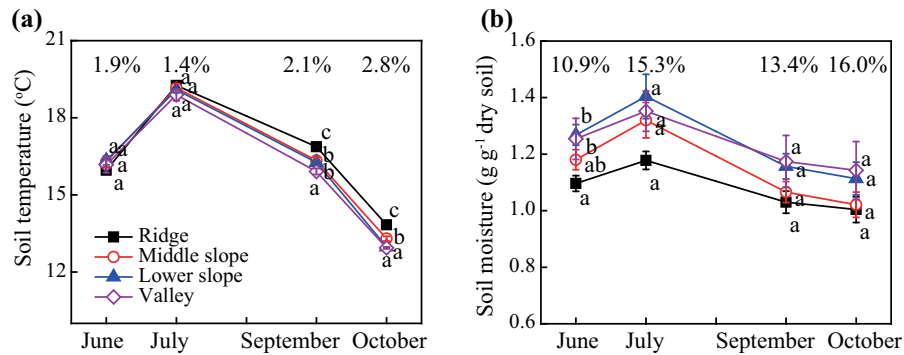 (a)
21
18
15
12
Soil temperature (°C)
1.9% 1.4% 2.1% 2.8%
a
a
a
a
a
a
a
c
b
b
a
c
b
a
a
Ridge
Middle slope
Lower slope
Valley
June July September October
(b)
1.6
1.4
1.2
1.0
0.8
0.6
Soil moisture (g g⁻¹ dry soil)
10.9% 15.3% 13.4% 16.0%
b
b
ab
a
a
a
a
a
a
a
a
a
a
a
a
June July September October